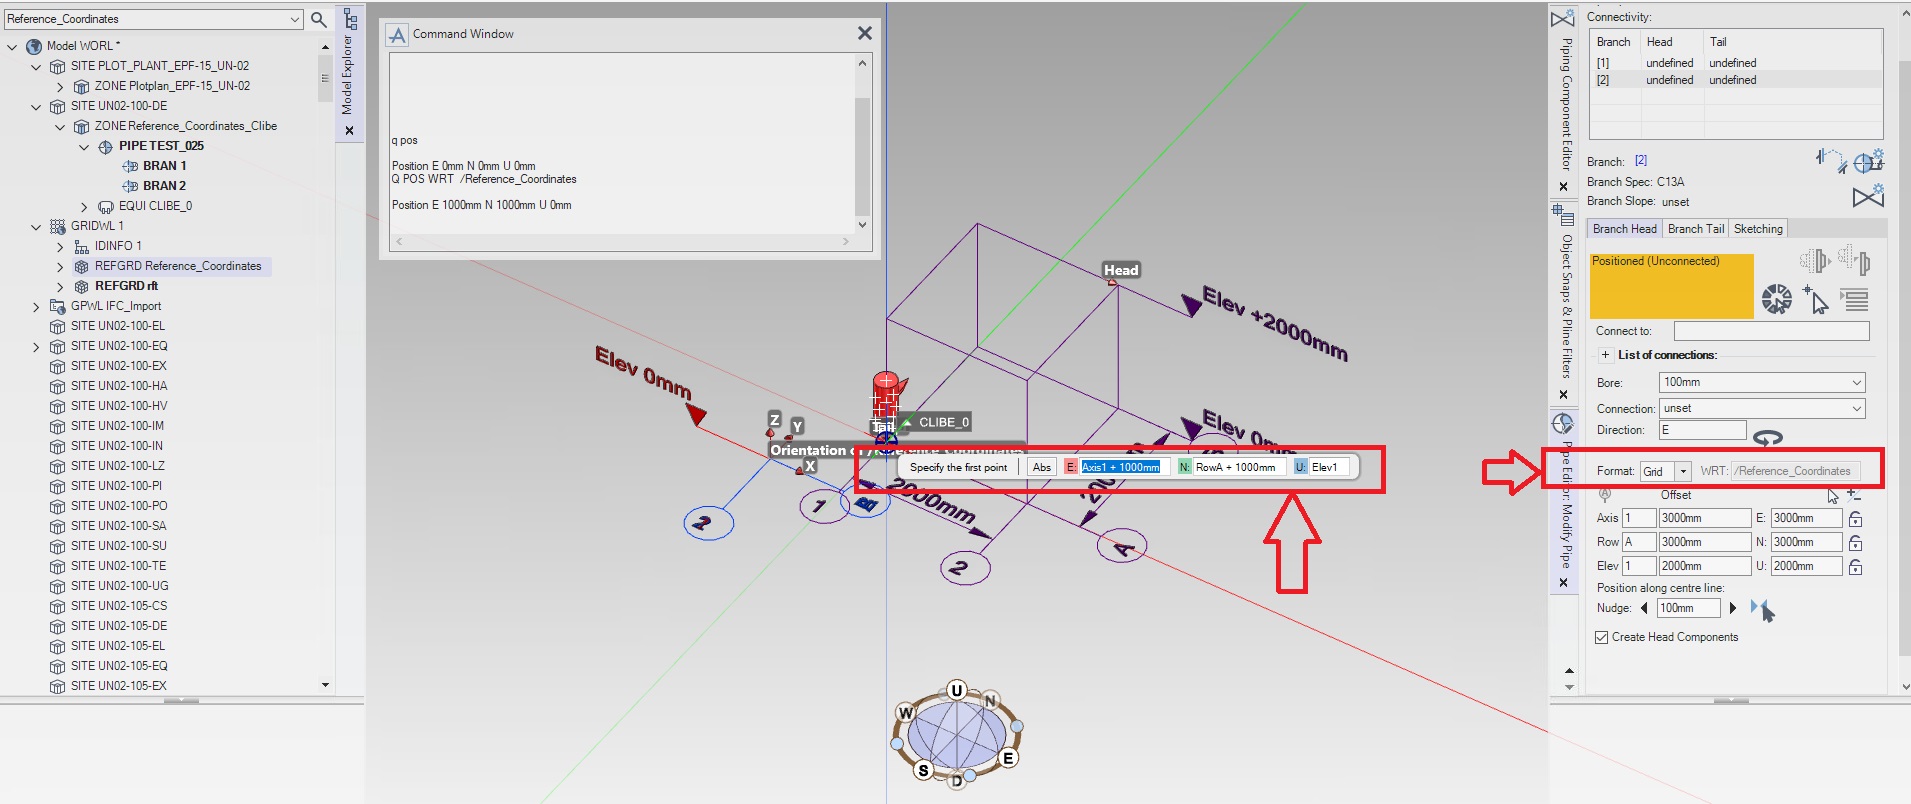 Reference_Coordinates
Model WORL *
SITE PLOT_PLANT_EPF-15_UN-02
ZONE Plotplan_EPF-15_UN-02
SITE UN02-100-DE
ZONE Reference_Coordinates_Clibe
PIPE TEST_025
BRAN 1
BRAN 2
EQUI CLIBE_0
GRIDWL 1
IDINFO 1
REFGRD Reference_Coordinates
REFGRD rft
GPWL IFC_Import
SITE UN02-100-EL
SITE UN02-100-EQ
SITE UN02-100-EX
SITE UN02-100-HA
SITE UN02-100-HV
SITE UN02-100-IM
SITE UN02-100-IN
SITE UN02-100-LZ
SITE UN02-100-PI
SITE UN02-100-PO
SITE UN02-100-SA
SITE UN02-100-SU
SITE UN02-100-TE
SITE UN02-100-UG
SITE UN02-105-CS
SITE UN02-105-DE
SITE UN02-105-EL
SITE UN02-105-EQ
SITE UN02-105-EX
Model Explorer
Command Window
q pos
Position E 0mm N 0mm U 0mm
Q POS WRT /Reference_Coordinates
Position E 1000mm N 1000mm U 0mm
Head
Elev +2000mm
Elev 0mm
Z
Y
X
CLIBE_0
Elev 0mm
Specify the first point Abs E: Axis1 + 1000mm N: RowA + 1000mm U: Elev1
2000mm
1
B
2
2
A
U
N
W
E
S
D
Piping Component Editor
Object Snaps & Pline Filters
Pipe Editor: Modify Pipe
Connectivity:
Branch Head Tail
[1] undefined undefined
[2] undefined undefined
Branch: [2]
Branch Spec: C13A
Branch Slope: unset
Branch Head Branch Tail Sketching
Positioned (Unconnected)
Connect to:
+ List of connections:
Bore: 100mm
Connection: unset
Direction: E
Format: Grid WRT: /Reference_Coordinates
Offset
Axis 1 3000mm E: 3000mm
Row A 3000mm N: 3000mm
Elev 1 2000mm U: 2000mm
Position along centre line:
Nudge: 100mm
Create Head Components